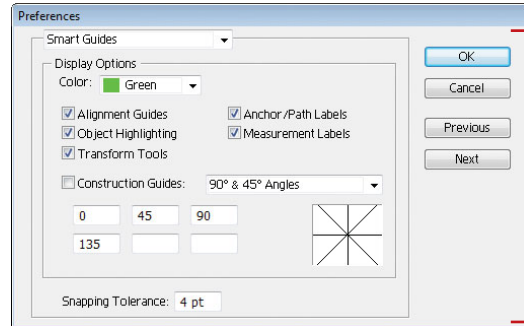 Preferences
Smart Guides
OK
Display Options
Color: Green
Cancel
Alignment Guides Anchor/Path Labels
Object Highlighting Measurement Labels
Previous
Transform Tools
Next
Construction Guides: 90° & 45° Angles
0 45 90
135
Snapping Tolerance: 4 pt